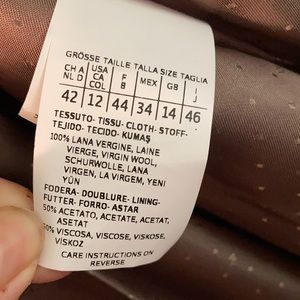 GRÖSSE TAILLE TALLA SIZE TAGLIA
CH A USA F MEX GB I
NL D CA B J
COL
42 12 44 34 14 46
TESSUTO- TISSU- CLOTH- STOFF-
TEJIDO- TECIDO- KUMAŞ
100% LANA VERGINE, LAINE
VIERGE, VIRGIN WOOL,
SCHURWOLLE, LANA
VIRGEN, LA VIRGEM, YENİ
YÜN
FODERA- DOUBLURE- LINING-
FUTTER- FORRO- ASTAR
50% ACETATO, ACETATE, ACETAT,
ASETAT
50% VISCOSA, VISCOSE, VISKOSE,
VİSKOZ
CARE INSTRUCTIONS ON
REVERSE